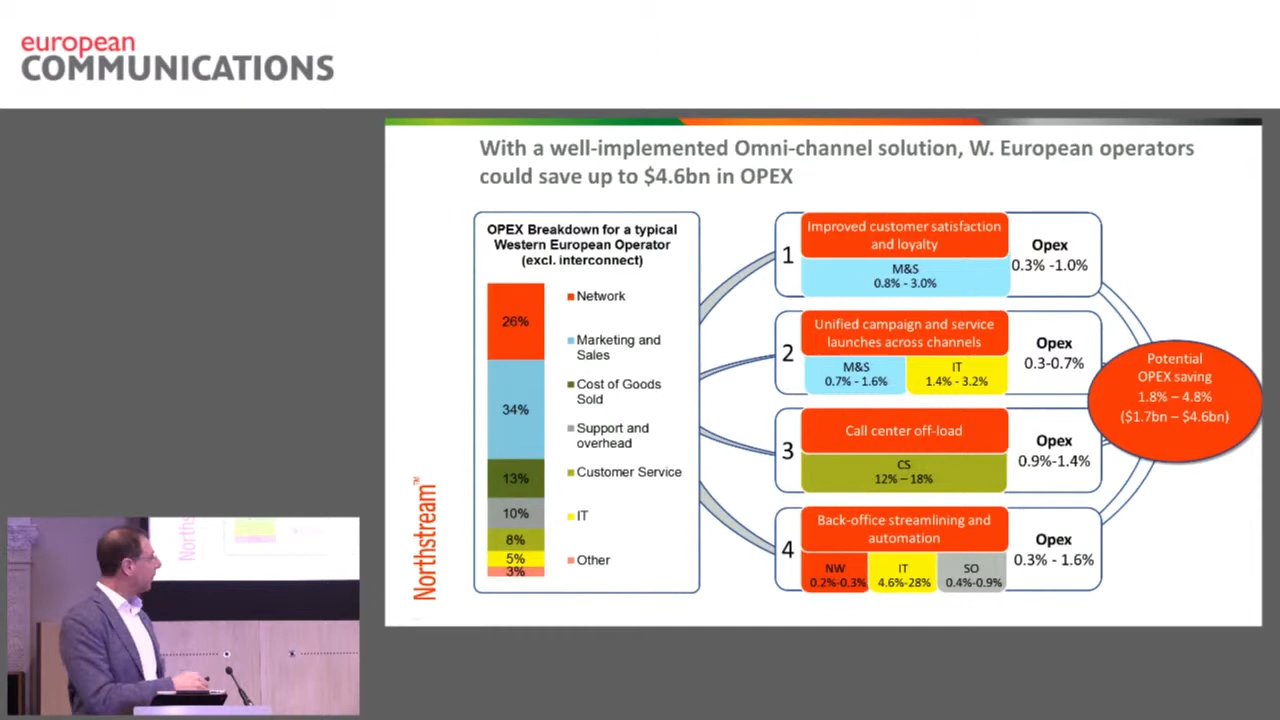 european
COMMUNICATIONS
With a well-implemented Omni-channel solution, W. European operators
could save up to $4.6bn in OPEX
OPEX Breakdown for a typical
Western European Operator
(excl. interconnect)
26%
34%
13%
10%
8%
5%
3%
Network
Marketing and
Sales
Cost of Goods
Sold
Support and
overhead
Customer Service
IT
Other
1
Improved customer satisfaction
and loyalty
M&S
0.8% - 3.0%
Opex
0.3% -1.0%
2
Unified campaign and service
launches across channels
M&S
0.7% - 1.6%
IT
1.4% - 3.2%
Opex
0.3-0.7%
3
Call center off-load
CS
12% – 18%
Opex
0.9%-1.4%
4
Back-office streamlining and
automation
NW
0.2%-0.3%
IT
4.6%-28%
SO
0.4%-0.9%
Opex
0.3% - 1.6%
Potential
OPEX saving
1.8% – 4.8%
($1.7bn – $4.6bn)
Northstream™
Norths